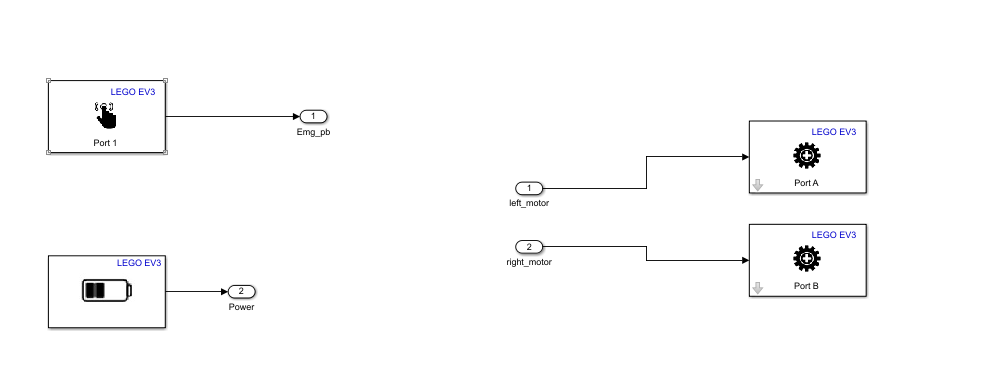 LEGO EV3
Port 1
1
Emg_pb
LEGO EV3
2
Power
1
left_motor
2
right_motor
LEGO EV3
Port A
LEGO EV3
Port B